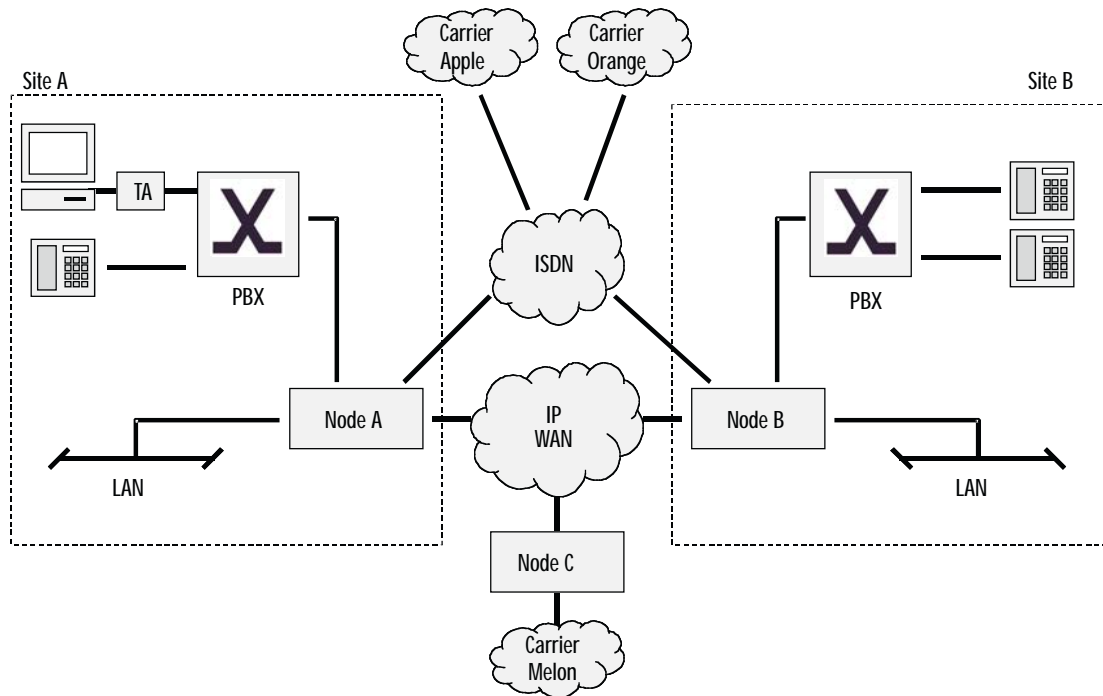 Carrier
Apple
Carrier
Orange
Site A
Site B
TA
PBX
ISDN
PBX
Node A
IP
WAN
Node B
LAN
LAN
Node C
Carrier
Melon